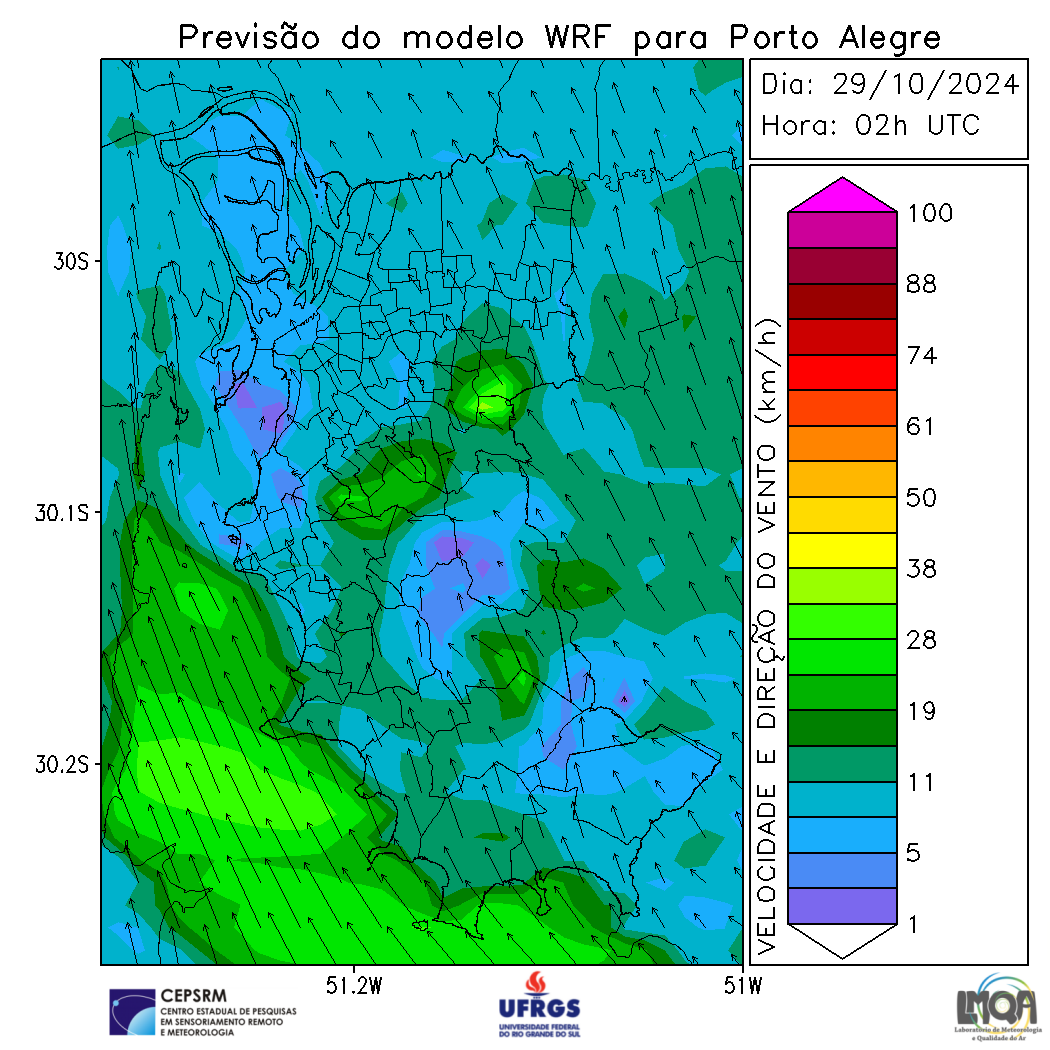 Previsão do modelo WRF para Porto Alegre
Dia: 29/10/2024
Hora: 02h UTC
30S
30.1S
30.2S
51.2W
51W
VELOCIDADE E DIREÇÃO DO VENTO (km/h)
100
88
74
61
50
38
28
19
11
5
1
CEPSRM
CENTRO ESTADUAL DE PESQUISAS
EM SENSORIAMENTO REMOTO
E METEOROLOGIA
UFRGS
UNIVERSIDADE FEDERAL
DO RIO GRANDE DO SUL
LMQA
Laboratório de Meteorologia
e Qualidade do Ar